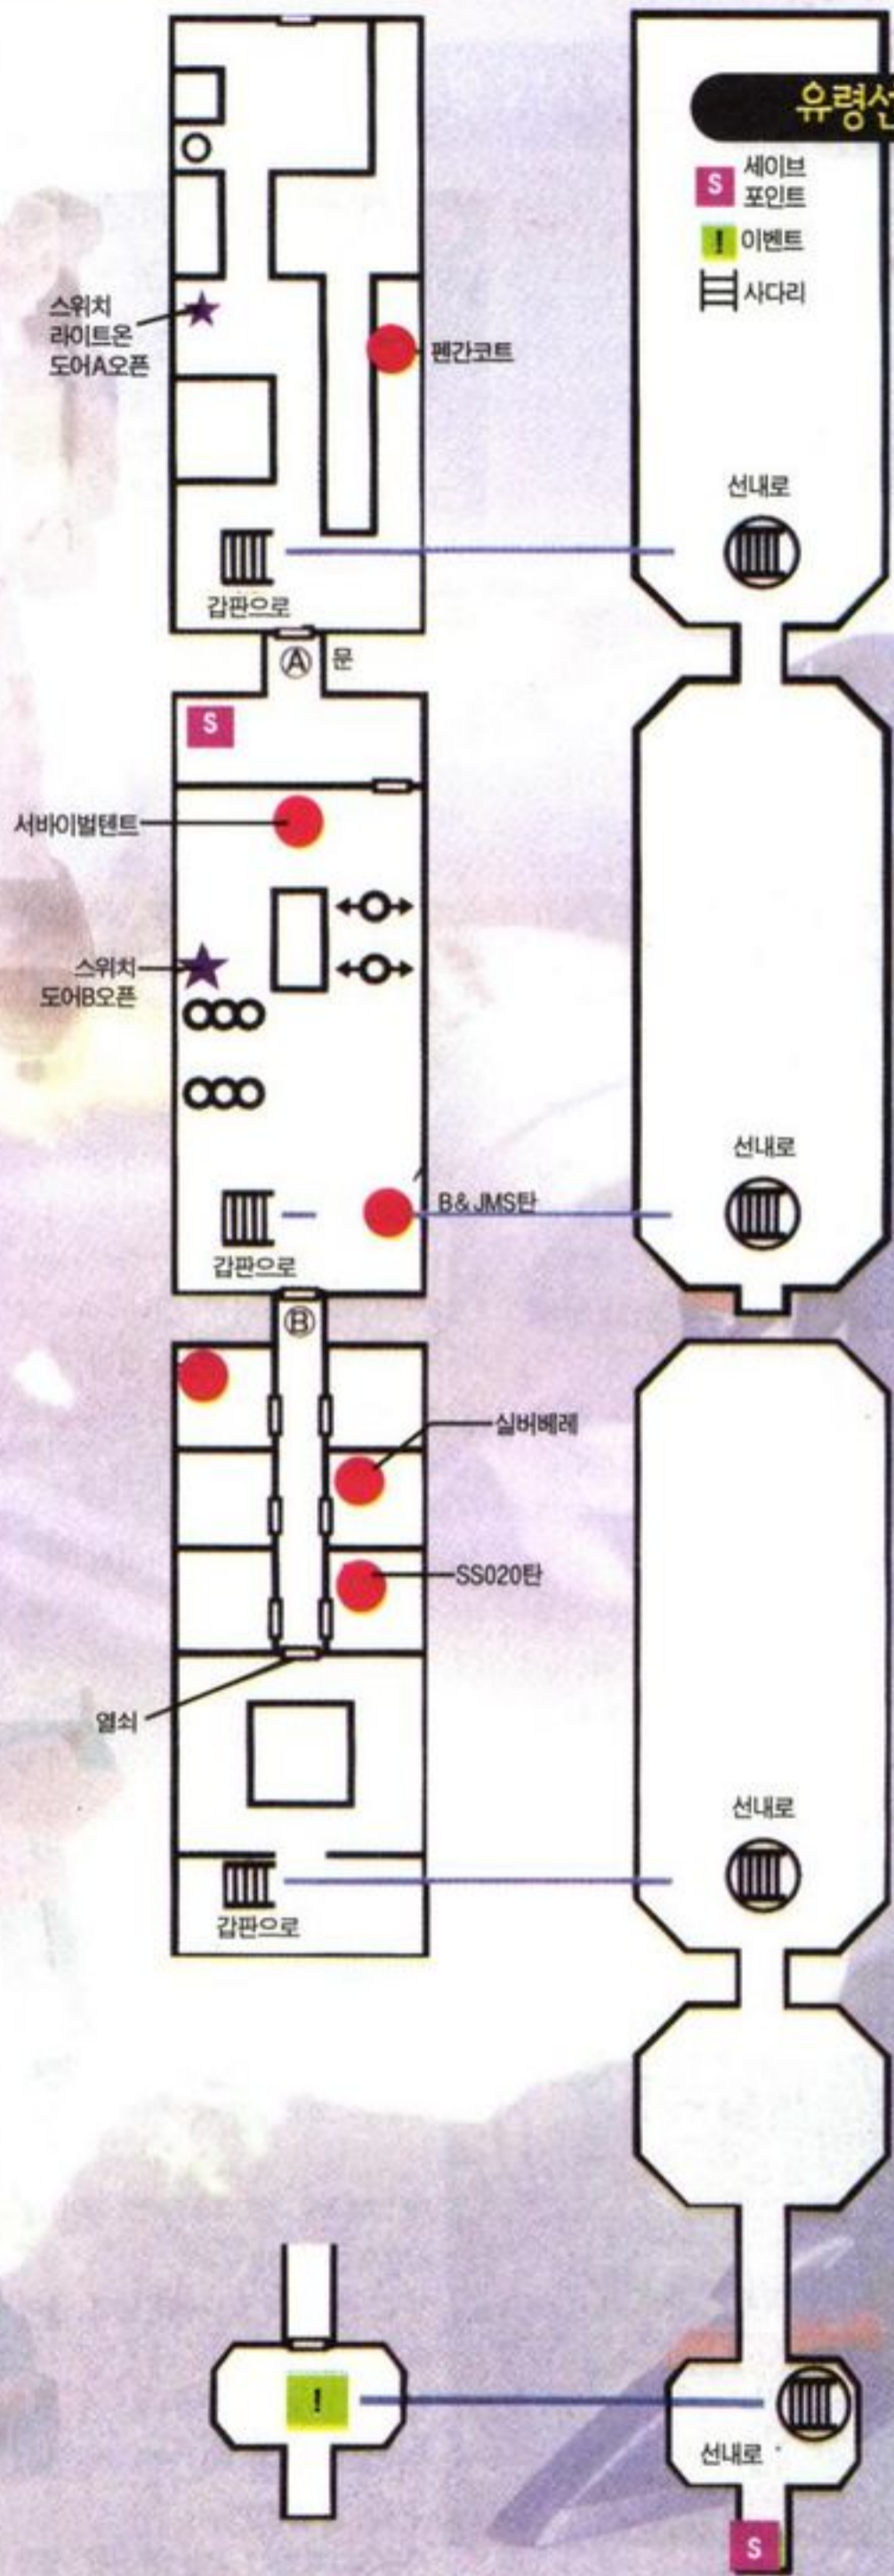 유령선
S
세이브
포인트
!
이벤트
사다리
스위치
라이트온
도어A오픈
펜간코트
선내로
갑판으로
Ⓐ
문
S
서바이벌텐트
스위치
도어B오픈
선내로
B&JMS탄
갑판으로
Ⓑ
실버베레
SS020탄
열쇠
선내로
갑판으로
!
선내로
S